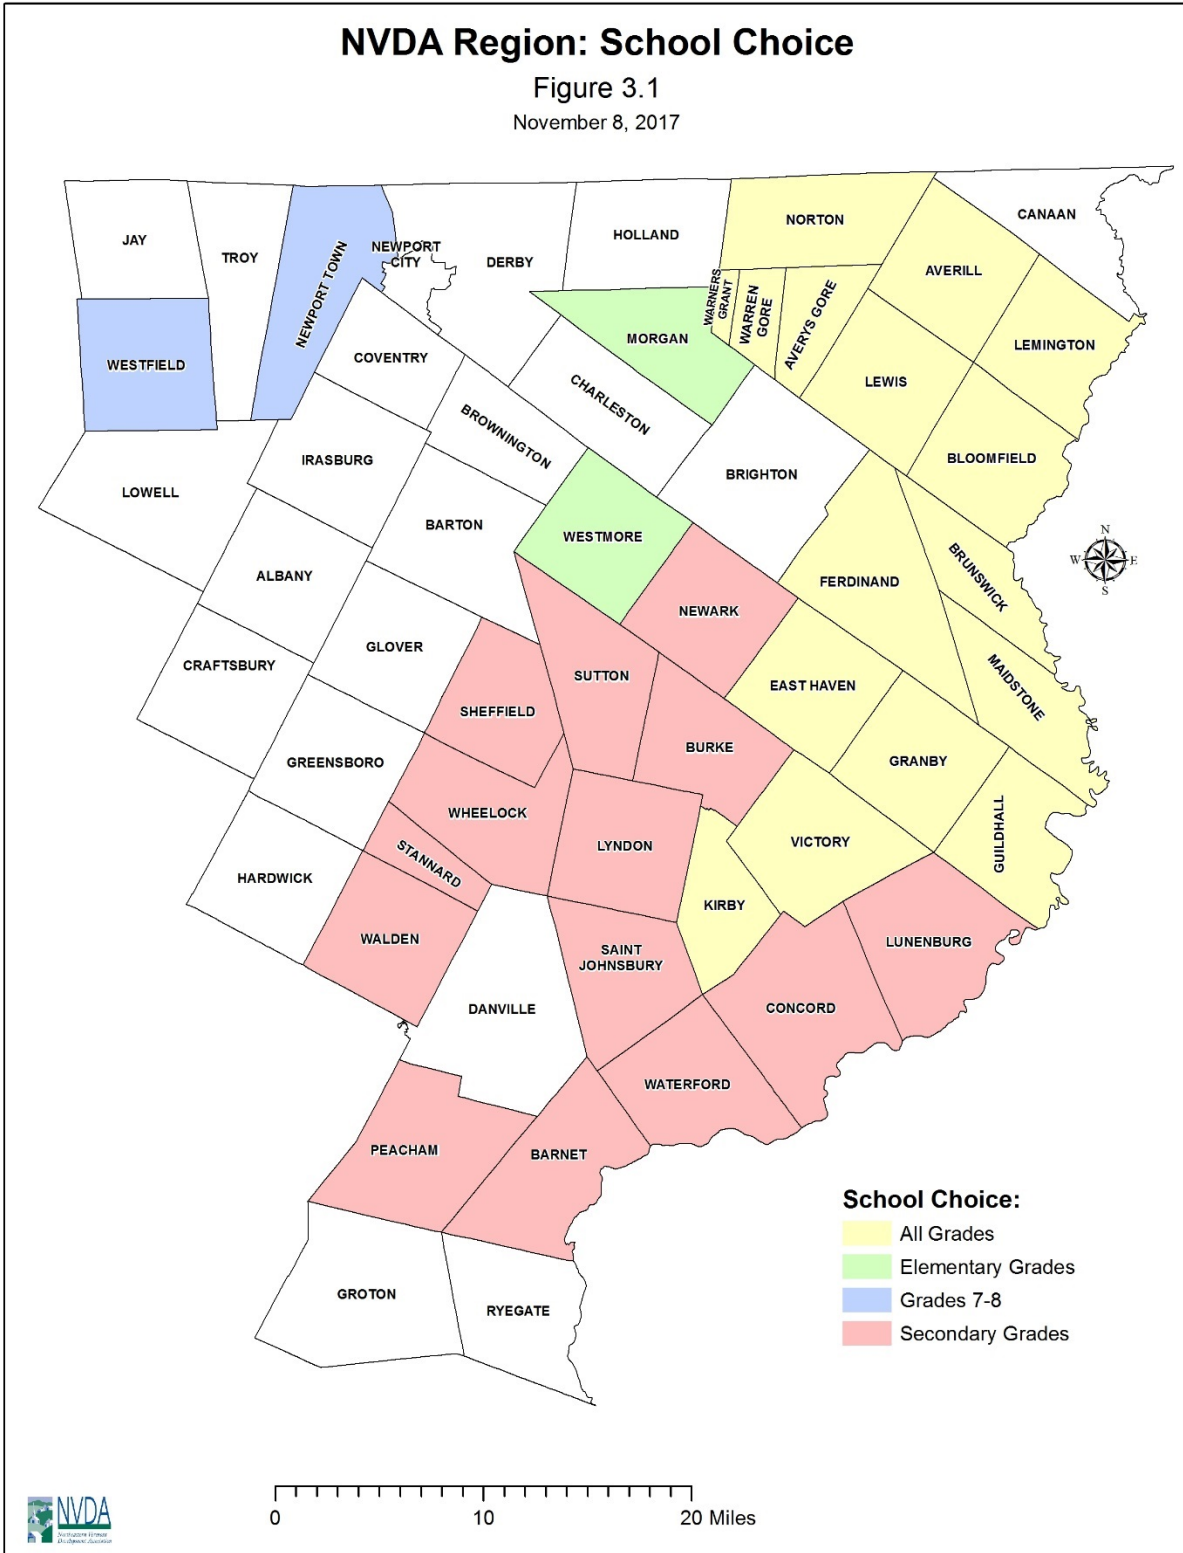 NVDA Region: School Choice
Figure 3.1
November 8, 2017
JAY
TROY
NEWPORT TOWN
NEWPORT
CITY
DERBY
HOLLAND
NORTON
CANAAN
WARNERS
GRANT
WARREN
GORE
AVERYS GORE
AVERILL
LEMINGTON
WESTFIELD
COVENTRY
MORGAN
CHARLESTON
LEWIS
BROWNINGTON
BLOOMFIELD
IRASBURG
BRIGHTON
LOWELL
BARTON
WESTMORE
N
W
E
S
ALBANY
FERDINAND
BRUNSWICK
NEWARK
GLOVER
CRAFTSBURY
SUTTON
EAST HAVEN
MAIDSTONE
SHEFFIELD
BURKE
GREENSBORO
GRANBY
WHEELOCK
LYNDON
VICTORY
GUILDHALL
STANNARD
HARDWICK
KIRBY
WALDEN
SAINT
JOHNSBURY
LUNENBURG
DANVILLE
CONCORD
WATERFORD
PEACHAM
BARNET
GROTON
RYEGATE
School Choice:
All Grades
Elementary Grades
Grades 7-8
Secondary Grades
0
10
20 Miles
NVDA
Northeastern Vermont
Development Association